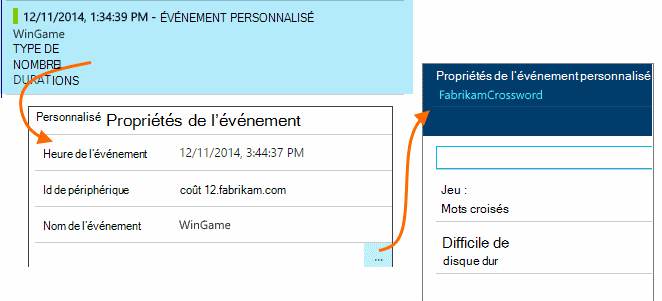 12/11/2014, 1:34:39 PM - ÉVÉNEMENT PERSONNALISÉ
WinGame
TYPE DE
NOMBRE
DURATIONS
Personnalisé Propriétés de l'événement
Heure de l'événement 12/11/2014, 3:44:37 PM
Id de périphérique coût 12.fabrikam.com
Nom de l'événement WinGame
...
Propriétés de l'événement personnalisé
FabrikamCrossword
Jeu :
Mots croisés
Difficile de
disque dur